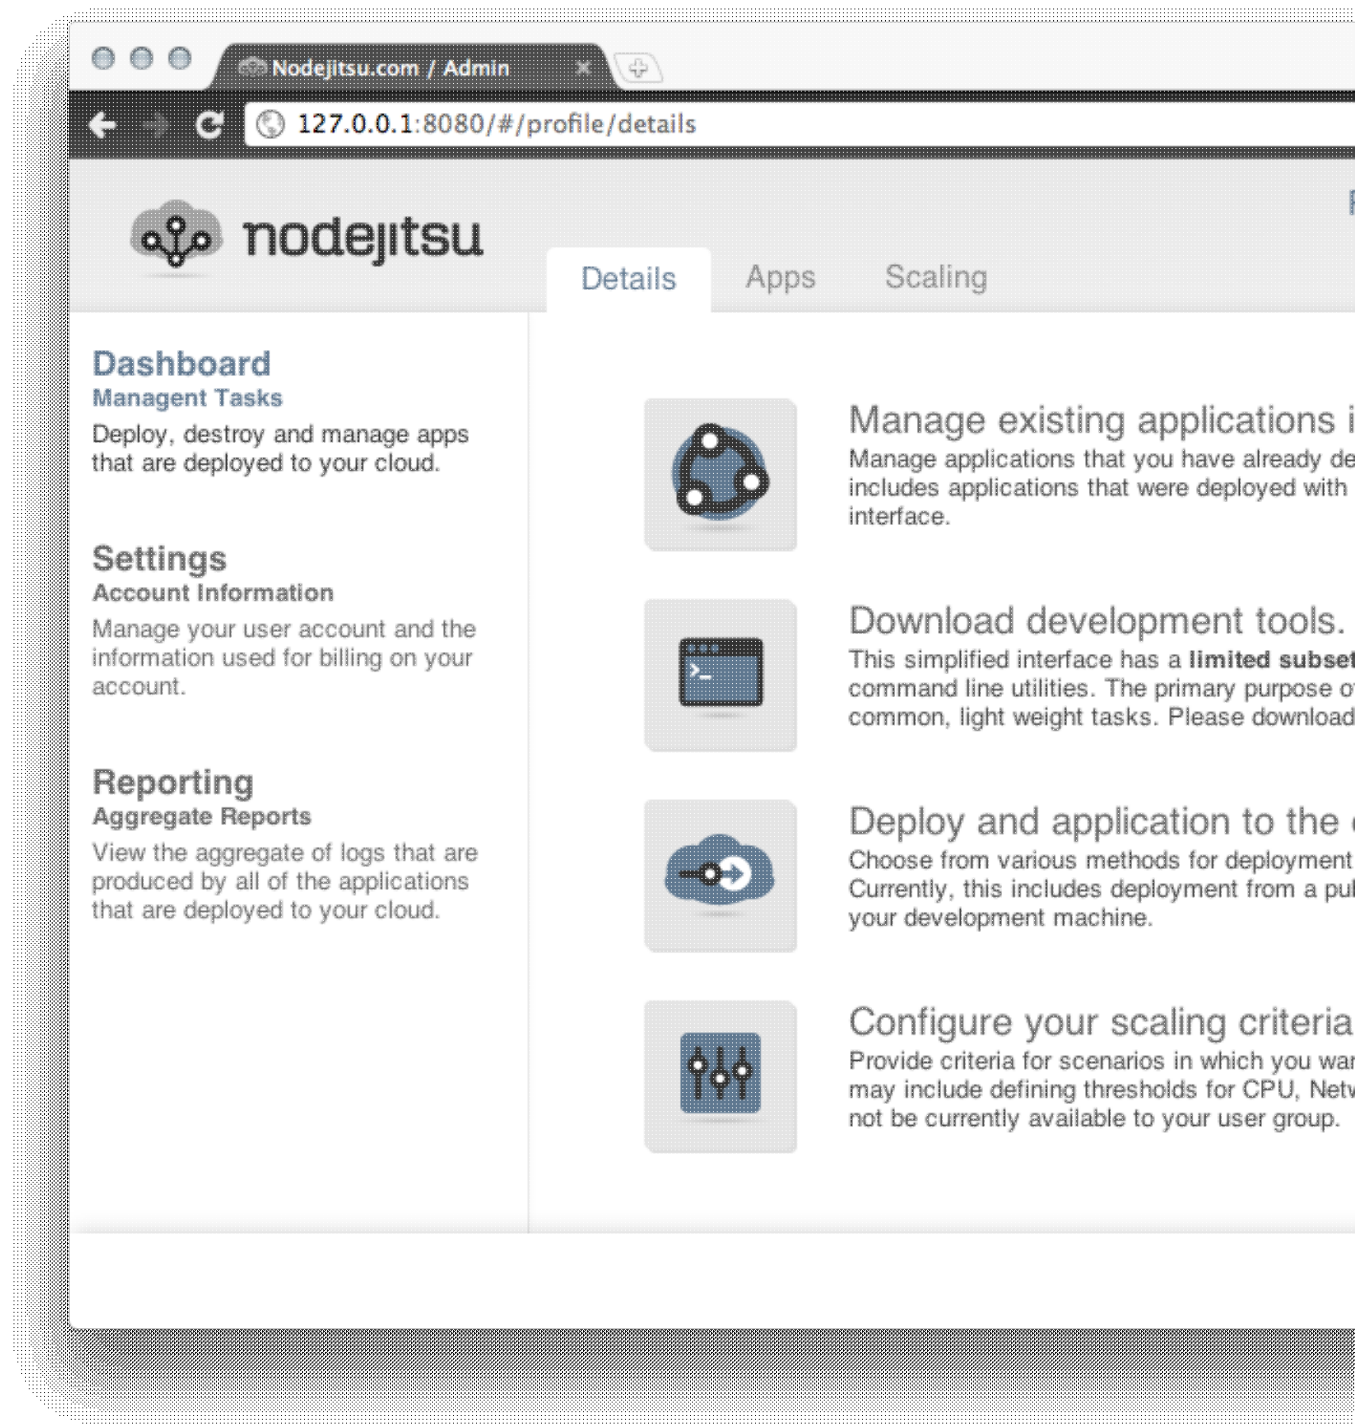 Nodejitsu.com / Admin
127.0.0.1:8080/#/profile/details
nodejitsu
Details
Apps
Scaling
Dashboard
Managent Tasks
Deploy, destroy and manage apps
that are deployed to your cloud.
Settings
Account Information
Manage your user account and the
information used for billing on your
account.
Reporting
Aggregate Reports
View the aggregate of logs that are
produced by all of the applications
that are deployed to your cloud.
Manage existing applications
Manage applications that you have already
includes applications that were deployed with
interface.
Download development tools.
This simplified interface has a limited subset
command line utilities. The primary purpose
common, light weight tasks. Please download
Deploy and application to the
Choose from various methods for deployment
Currently, this includes deployment from a
your development machine.
Configure your scaling criteria
Provide criteria for scenarios in which you
may include defining thresholds for CPU,
not be currently available to your user group.